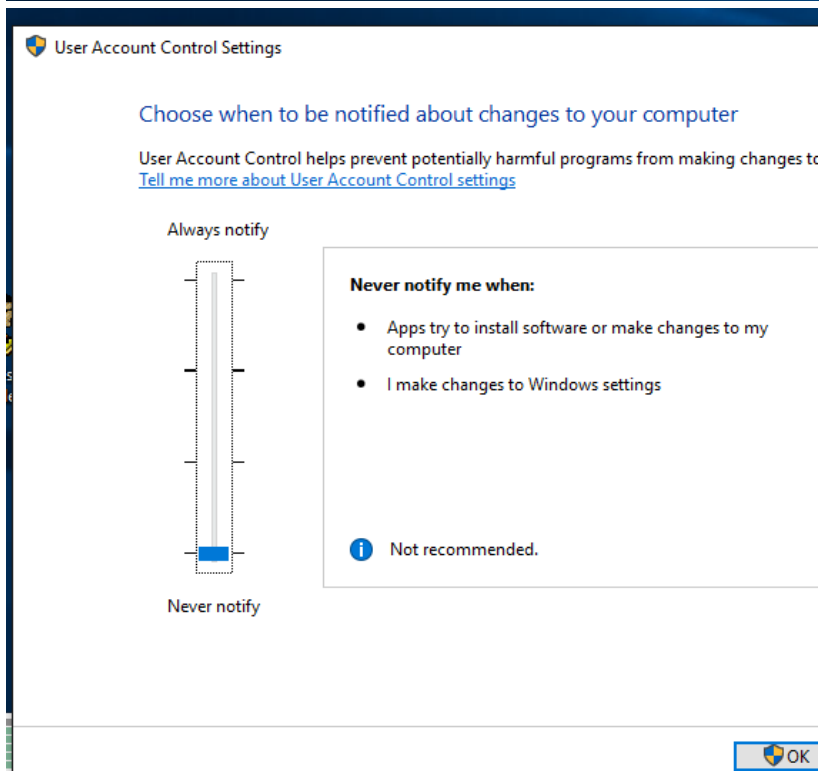 User Account Control Settings
Choose when to be notified about changes to your computer
User Account Control helps prevent potentially harmful programs from making changes to
Tell me more about User Account Control settings
Always notify
Never notify me when:
• Apps try to install software or make changes to my
computer
• I make changes to Windows settings
Not recommended.
Never notify
OK